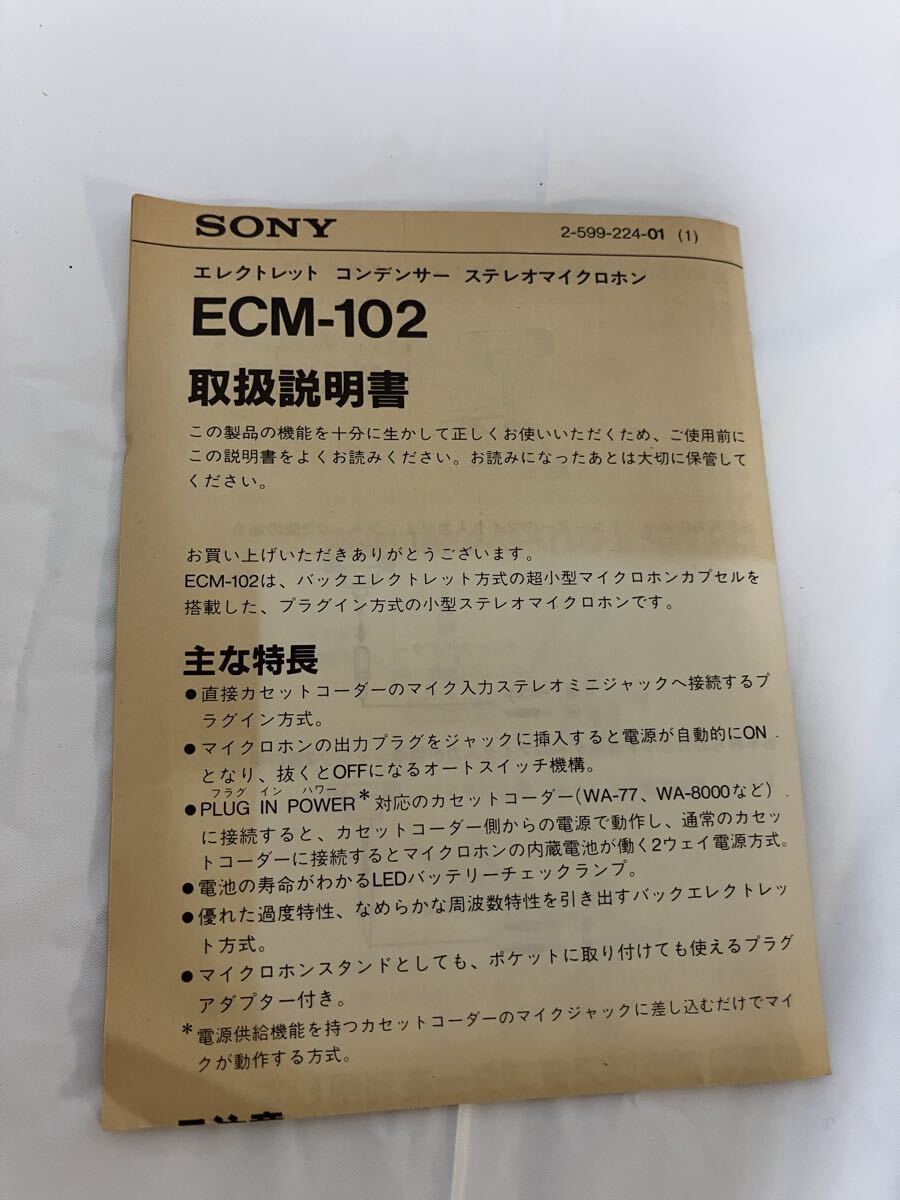 SONY
2-599-224-01 (1)
エレクトレット コンデンサー ステレオマイクロホン
ECM-102
取扱説明書
この製品の機能を十分に生かして正しくお使いいただくため、ご使用前に
この説明書をよくお読みください。お読みになったあとは大切に保管して
ください。
お買い上げいただきありがとうございます。
ECM-102は、バックエレクトレット方式の超小型マイクロホンカプセルを
搭載した、プラグイン方式の小型ステレオマイクロホンです。
主な特長
●直接カセットコーダーのマイク入力ステレオミニジャックへ接続するプ
ラグイン方式。
●マイクロホンの出力プラグをジャックに挿入すると電源が自動的にON
となり、抜くとOFFになるオートスイッチ機構。
プラグ イン パワー
●PLUG IN POWER*対応のカセットコーダー(WA-77、WA-8000など)
に接続すると、カセットコーダー側からの電源で動作し、通常のカセッ
トコーダーに接続するとマイクロホンの内蔵電池が働く2ウェイ電源方式。
●電池の寿命がわかるLEDバッテリーチェックランプ。
●優れた過度特性、なめらかな周波数特性を引き出すバックエレクトレッ
ト方式。
●マイクロホンスタンドとしても、ポケットに取り付けても使えるプラグ
アダプター付き。
*電源供給機能を持つカセットコーダーのマイクジャックに差し込むだけでマイ
クが動作する方式。